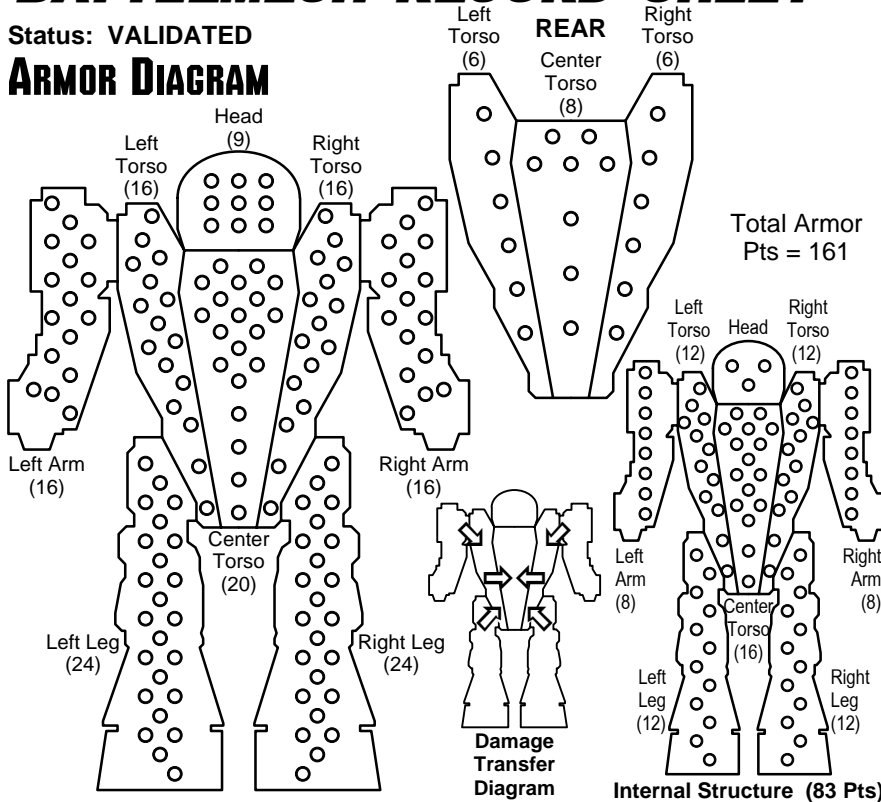 BATTLEMECH RECORD SHEET
Status: VALIDATED
ARMOR DIAGRAM
Head
(9)
Left
Torso
(16)
Right
Torso
(16)
Left Arm
(16)
Right Arm
(16)
Center
Torso
(20)
Left Leg
(24)
Right Leg
(24)
REAR
Left
Torso
(6)
Center
Torso
(8)
Right
Torso
(6)
Total Armor
Pts = 161
Damage
Transfer
Diagram
Left
Torso
(12)
Head
Right
Torso
(12)
Left
Arm
(8)
Right
Arm
(8)
Center
Torso
(16)
Left
Leg
(12)
Right
Leg
(12)
Internal Structure (83 Pts)